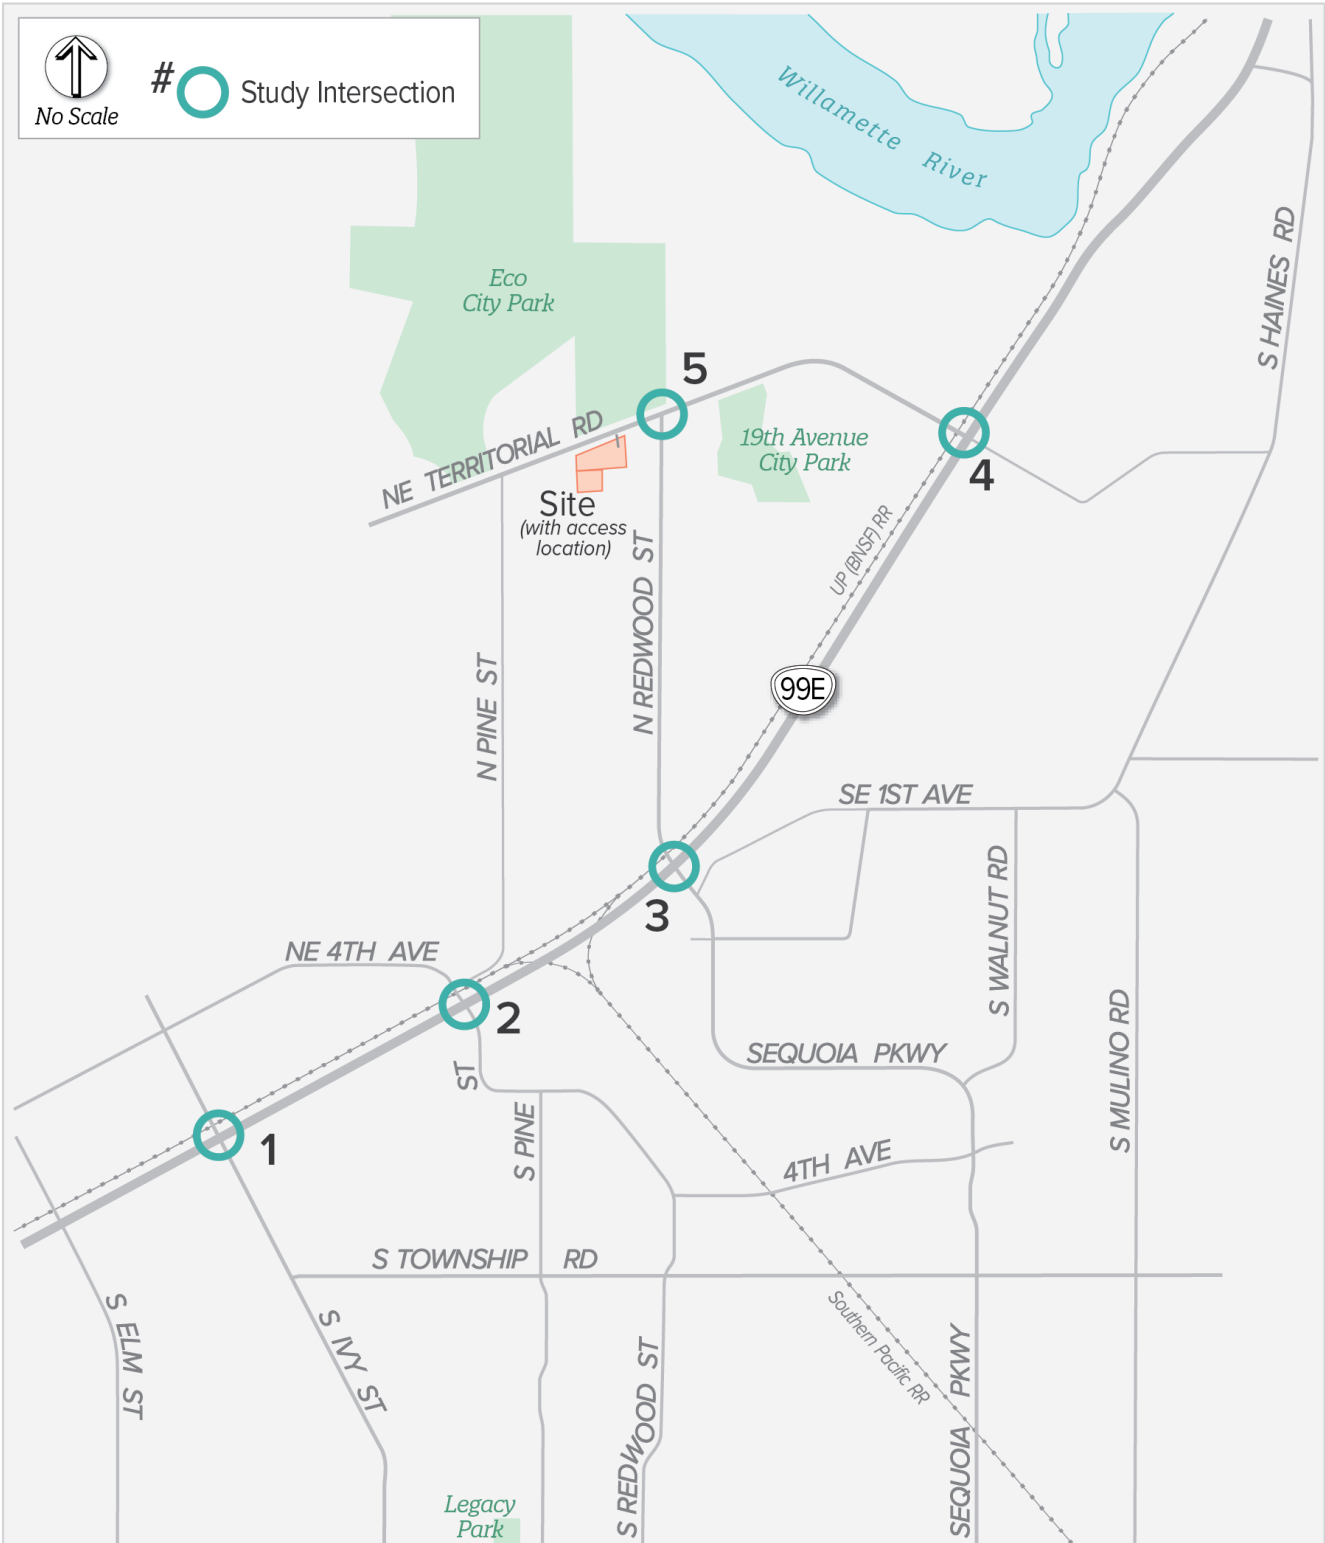 No Scale
# Study Intersection
Willamette River
S HAINES RD
Eco
City Park
5
NE TERRITORIAL RD
19th Avenue
City Park
4
Site
(with access
location)
UP (BNSF) RR
N REDWOOD ST
N PINE ST
99E
SE 1ST AVE
3
S WALNUT RD
NE 4TH AVE
2
S MULINO RD
SEQUOIA PKWY
ST
S PINE
1
4TH AVE
S TOWNSHIP RD
S ELM ST
S IVY ST
Southern Pacific RR
S REDWOOD ST
SEQUOIA PKWY
Legacy
Park